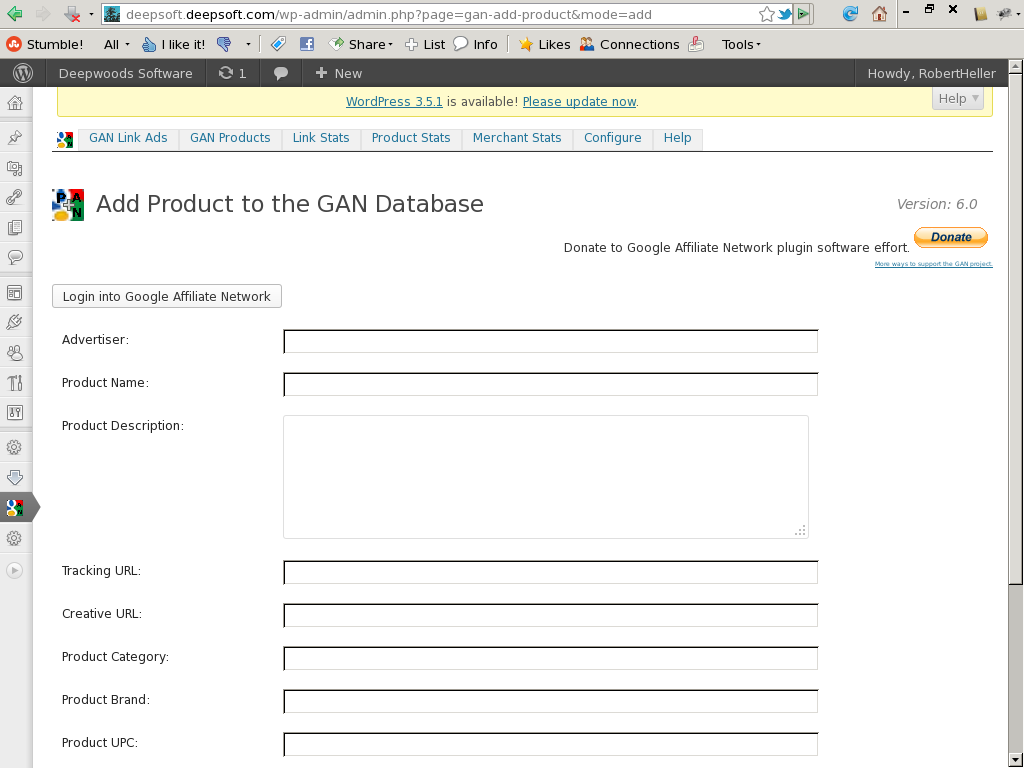 deepsoft.deepsoft.com/wp-admin/admin.php?page=gan-add-product&mode=add
Stumble! All I like it! Share List Info Likes Connections Tools
Deepwoods Software 1 New Howdy, RobertHeller
WordPress 3.5.1 is available! Please update now.
Help
GAN Link Ads GAN Products Link Stats Product Stats Merchant Stats Configure Help
Add Product to the GAN Database
Version: 6.0
Donate to Google Affiliate Network plugin software effort. Donate
More ways to support the GAN project.
Login into Google Affiliate Network
Advertiser:
Product Name:
Product Description:
Tracking URL:
Creative URL:
Product Category:
Product Brand:
Product UPC: